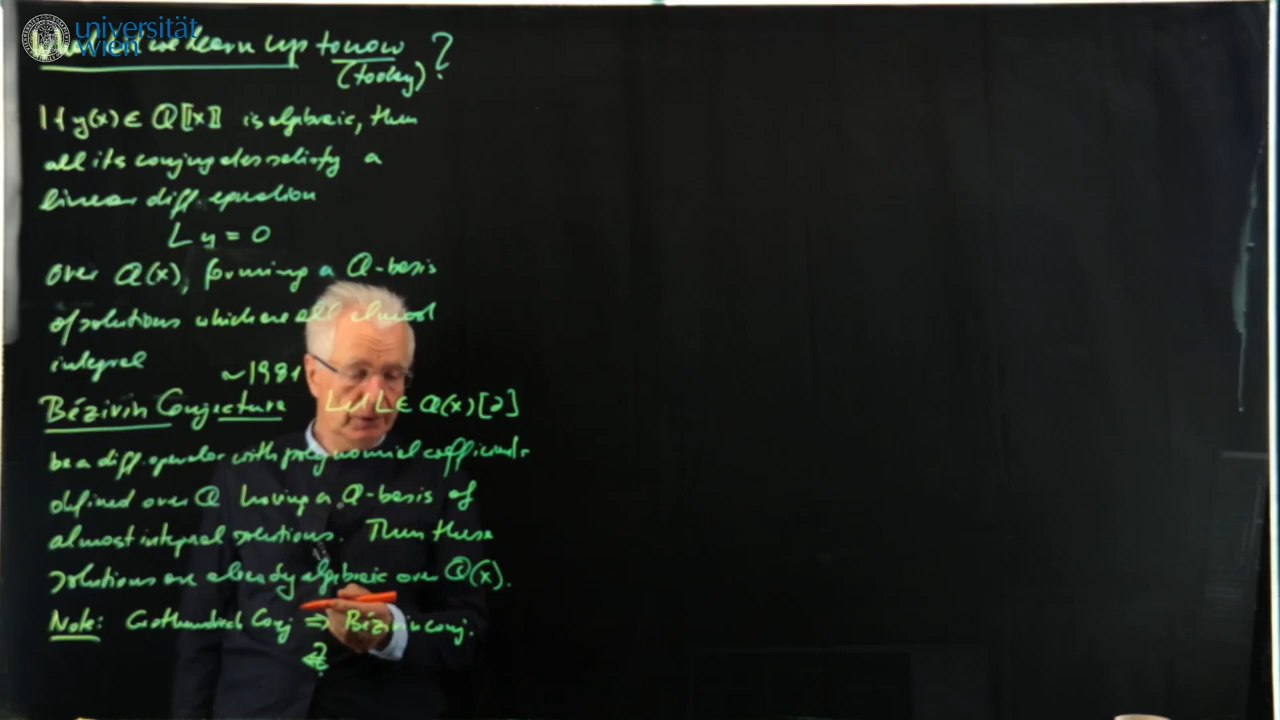 universität
wien
we learn up to now ?
(today)
If y(x) ∈ Q[[x]] is algebraic, then
all its conjugates satisfy a
linear diff. equation
L y = 0
over Q(x), forming a Q-basis
of solutions which are all almost
integral
~1981
Bézivin Conjecture Let L ∈ Q(x)[∂]
be a diff. operator with polynomial coefficients
defined over Q having a Q-basis of
almost integral solutions. Then these
solutions are already algebraic over Q(x).
Note: Grothendieck Conj ⇒ Bézivin conj.
⇐ ?